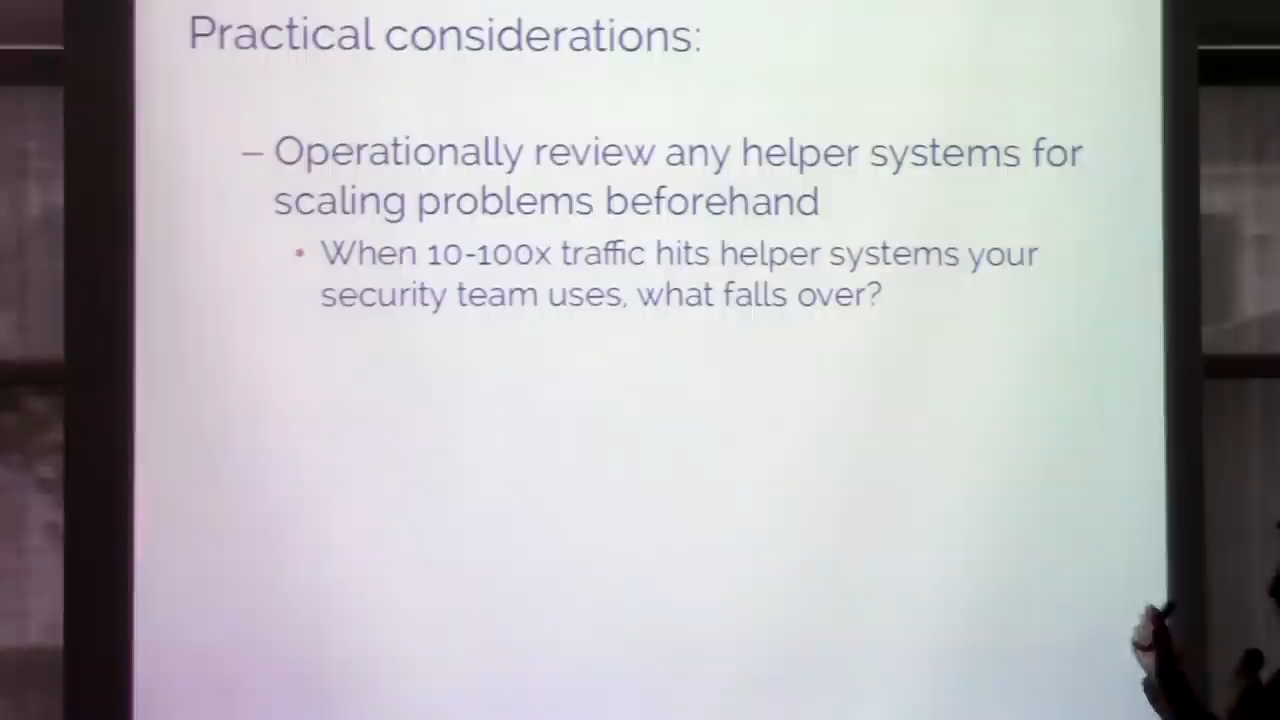 Practical considerations:
– Operationally review any helper systems for
scaling problems beforehand
• When 10-100x traffic hits helper systems your
security team uses, what falls over?